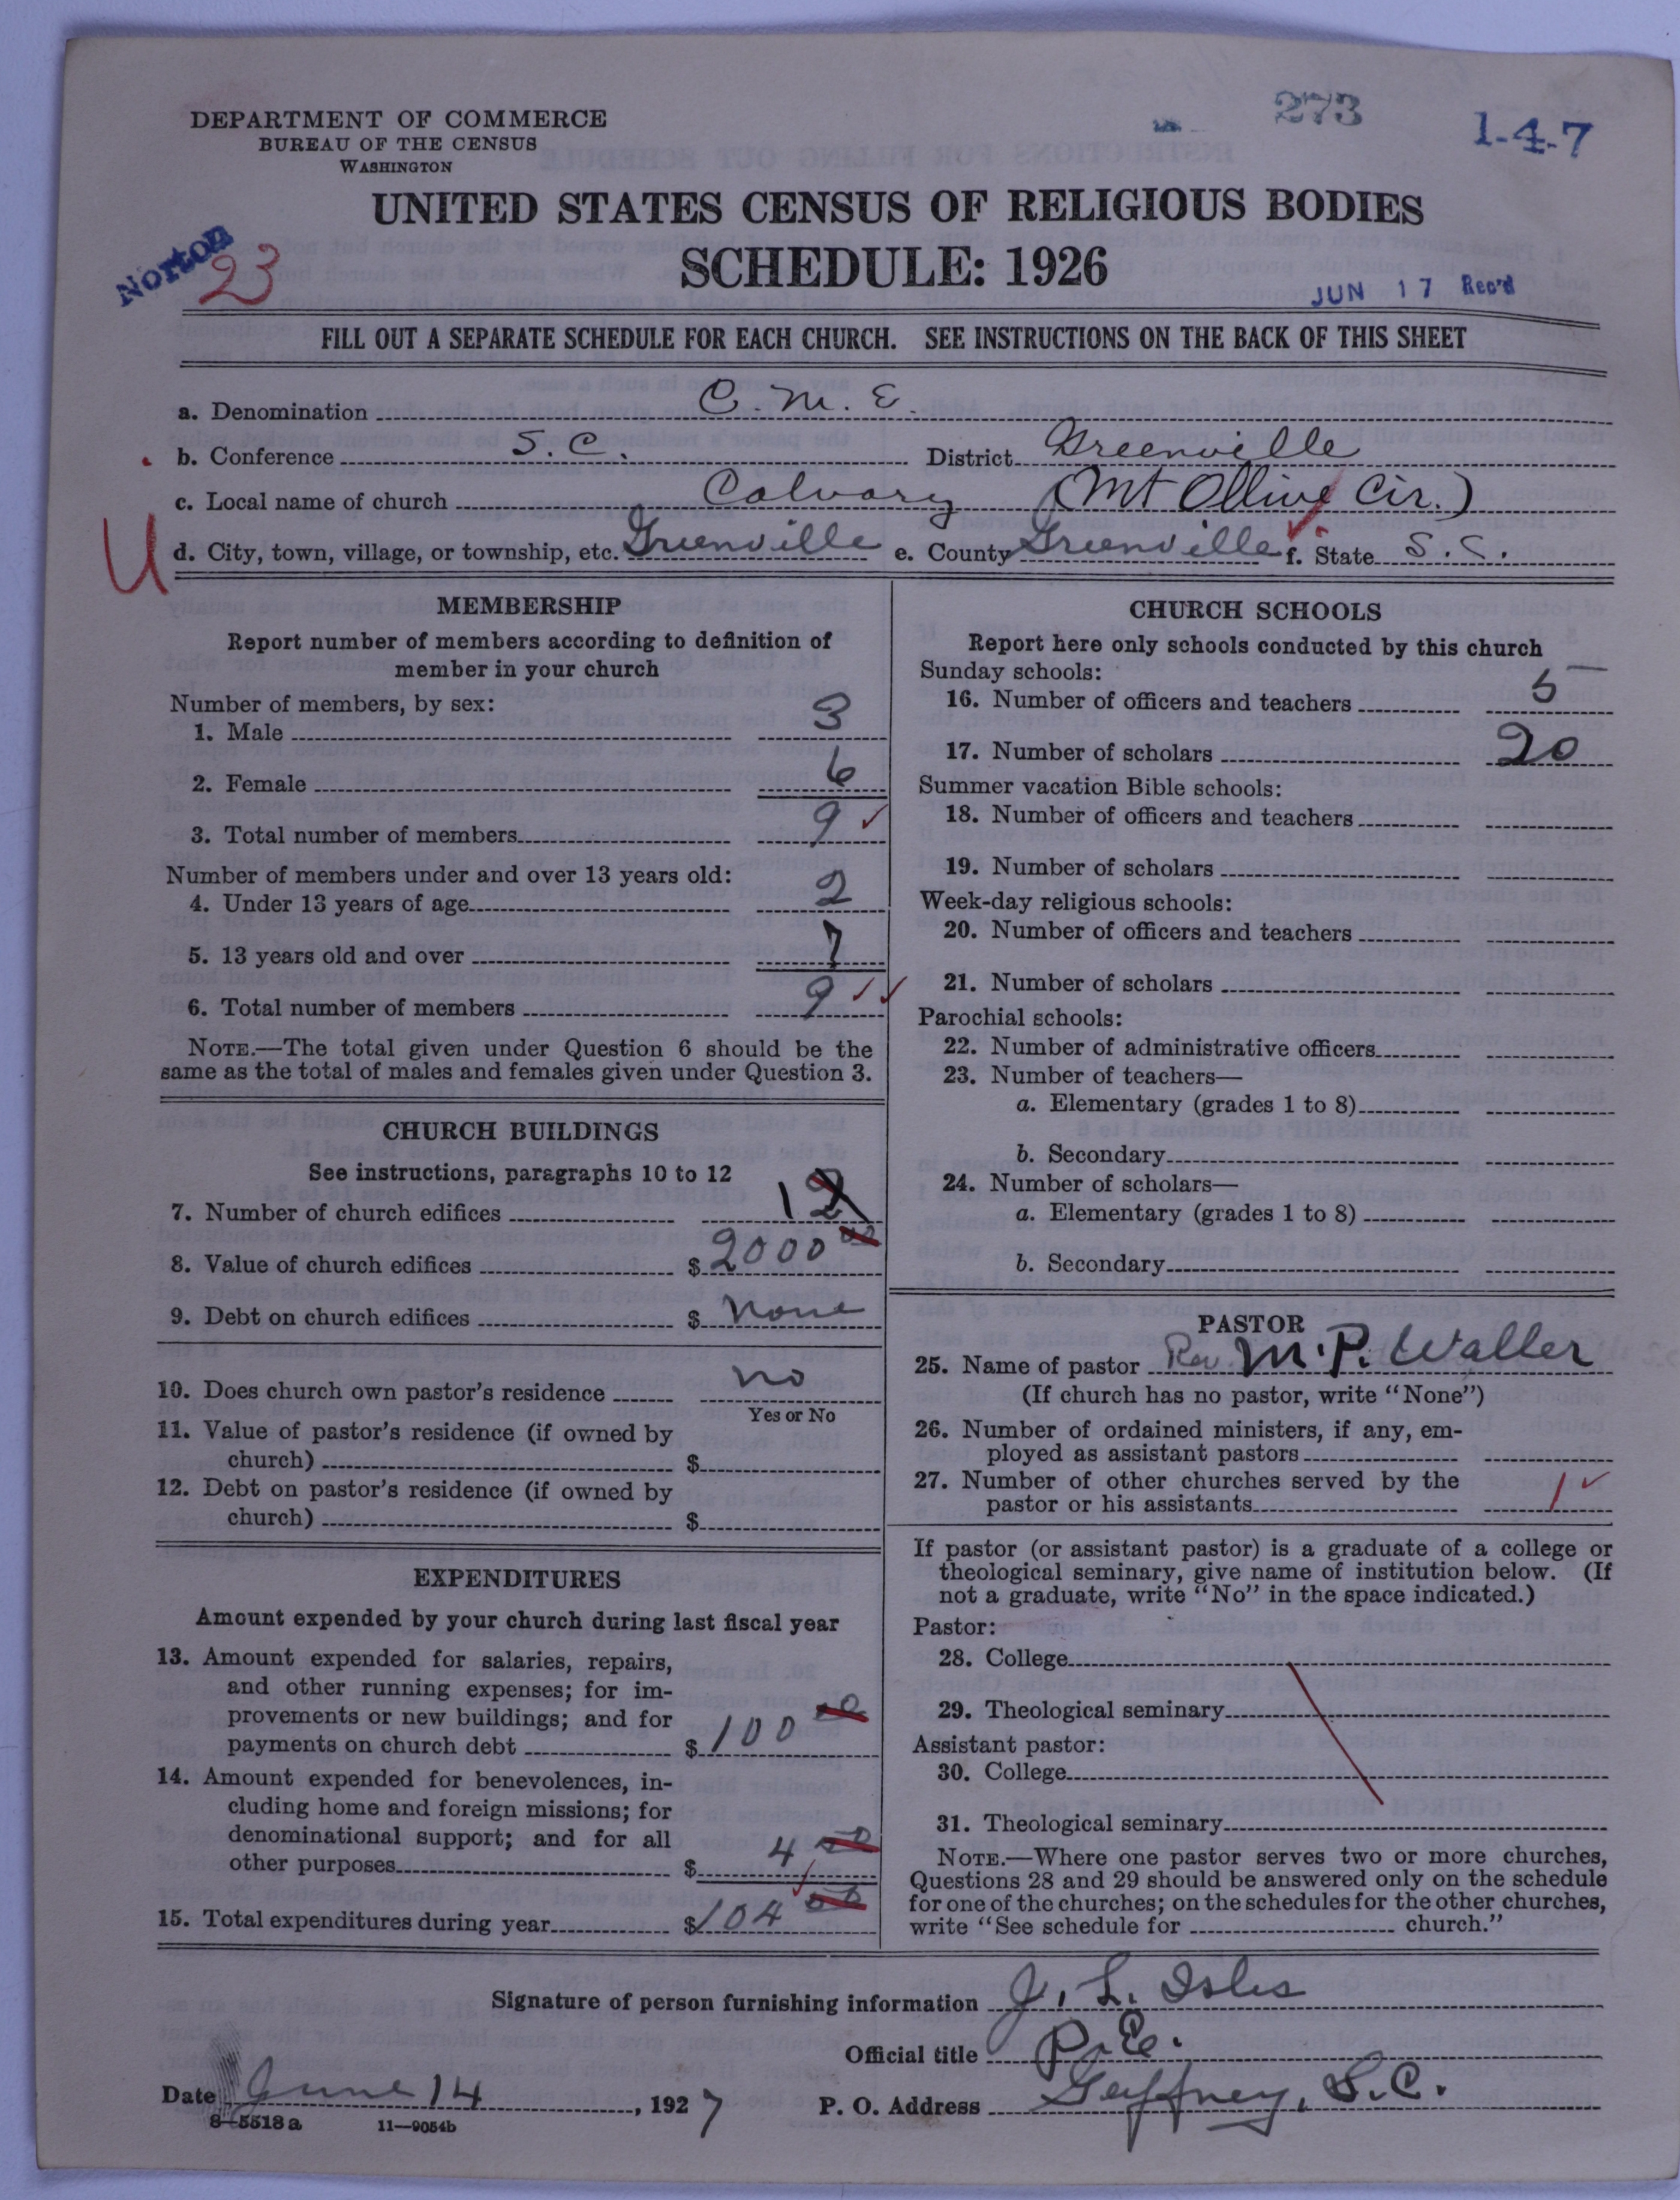 273
1-4-7
DEPARTMENT OF COMMERCE
BUREAU OF THE CENSUS
WASHINGTON
UNITED STATES CENSUS OF RELIGIOUS BODIES
SCHEDULE: 1926
Norton
23
JUN 17 Rec'd
FILL OUT A SEPARATE SCHEDULE FOR EACH CHURCH. SEE INSTRUCTIONS ON THE BACK OF THIS SHEET
a. Denomination C. M. E.
b. Conference S.C. District Greenville
c. Local name of church Calvary (Mt Ollive Cir.)
U
d. City, town, village, or township, etc. Greenville e. County Greenville f. State S.C.
MEMBERSHIP
Report number of members according to definition of
member in your church
Number of members, by sex:
1. Male 3
2. Female 6
3. Total number of members 9 ✓
Number of members under and over 13 years old:
4. Under 13 years of age 2
5. 13 years old and over 7
6. Total number of members 9 ✓ ✓
NOTE.—The total given under Question 6 should be the
same as the total of males and females given under Question 3.
CHURCH BUILDINGS
See instructions, paragraphs 10 to 12
7. Number of church edifices 1 2
8. Value of church edifices $ 2000 00
9. Debt on church edifices $ none
10. Does church own pastor's residence no
Yes or No
11. Value of pastor's residence (if owned by
church) $
12. Debt on pastor's residence (if owned by
church) $
EXPENDITURES
Amount expended by your church during last fiscal year
13. Amount expended for salaries, repairs,
and other running expenses; for im-
provements or new buildings; and for
payments on church debt $ 100
14. Amount expended for benevolences, in-
cluding home and foreign missions; for
denominational support; and for all
other purposes $ 4
15. Total expenditures during year $ 104
CHURCH SCHOOLS
Report here only schools conducted by this church
Sunday schools:
16. Number of officers and teachers 5
17. Number of scholars 20
Summer vacation Bible schools:
18. Number of officers and teachers
19. Number of scholars
Week-day religious schools:
20. Number of officers and teachers
21. Number of scholars
Parochial schools:
22. Number of administrative officers
23. Number of teachers—
a. Elementary (grades 1 to 8)
b. Secondary
24. Number of scholars—
a. Elementary (grades 1 to 8)
b. Secondary
PASTOR
25. Name of pastor Rev. M. P. Waller
(If church has no pastor, write "None")
26. Number of ordained ministers, if any, em-
ployed as assistant pastors
27. Number of other churches served by the
pastor or his assistants 1 ✓
If pastor (or assistant pastor) is a graduate of a college or
theological seminary, give name of institution below. (If
not a graduate, write "No" in the space indicated.)
Pastor:
28. College
29. Theological seminary
Assistant pastor:
30. College
31. Theological seminary
NOTE.—Where one pastor serves two or more churches,
Questions 28 and 29 should be answered only on the schedule
for one of the churches; on the schedules for the other churches,
write "See schedule for church."
Signature of person furnishing information J. L. Isles
Official title P. E.
Date June 14, 1927 P. O. Address Gaffney, S.C.
8—5518a 11—9054b